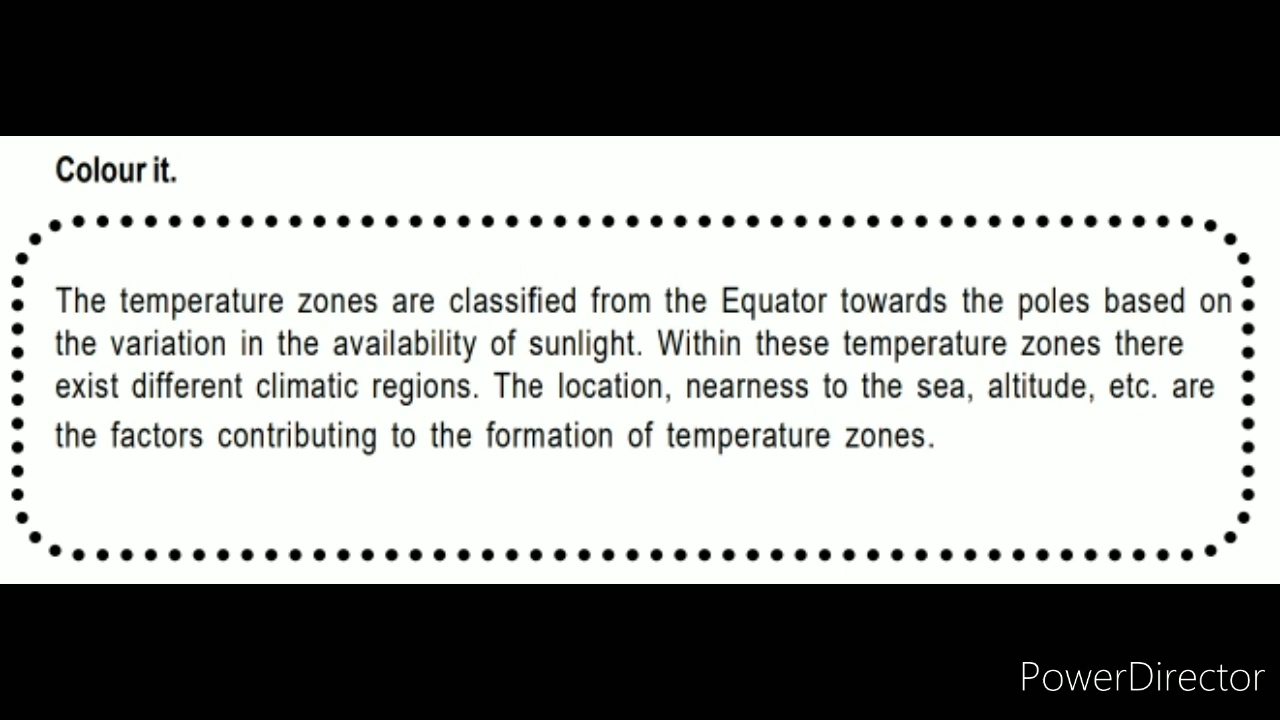 Colour it.
The temperature zones are classified from the Equator towards the poles based on
the variation in the availability of sunlight. Within these temperature zones there
exist different climatic regions. The location, nearness to the sea, altitude, etc. are
the factors contributing to the formation of temperature zones.
PowerDirector